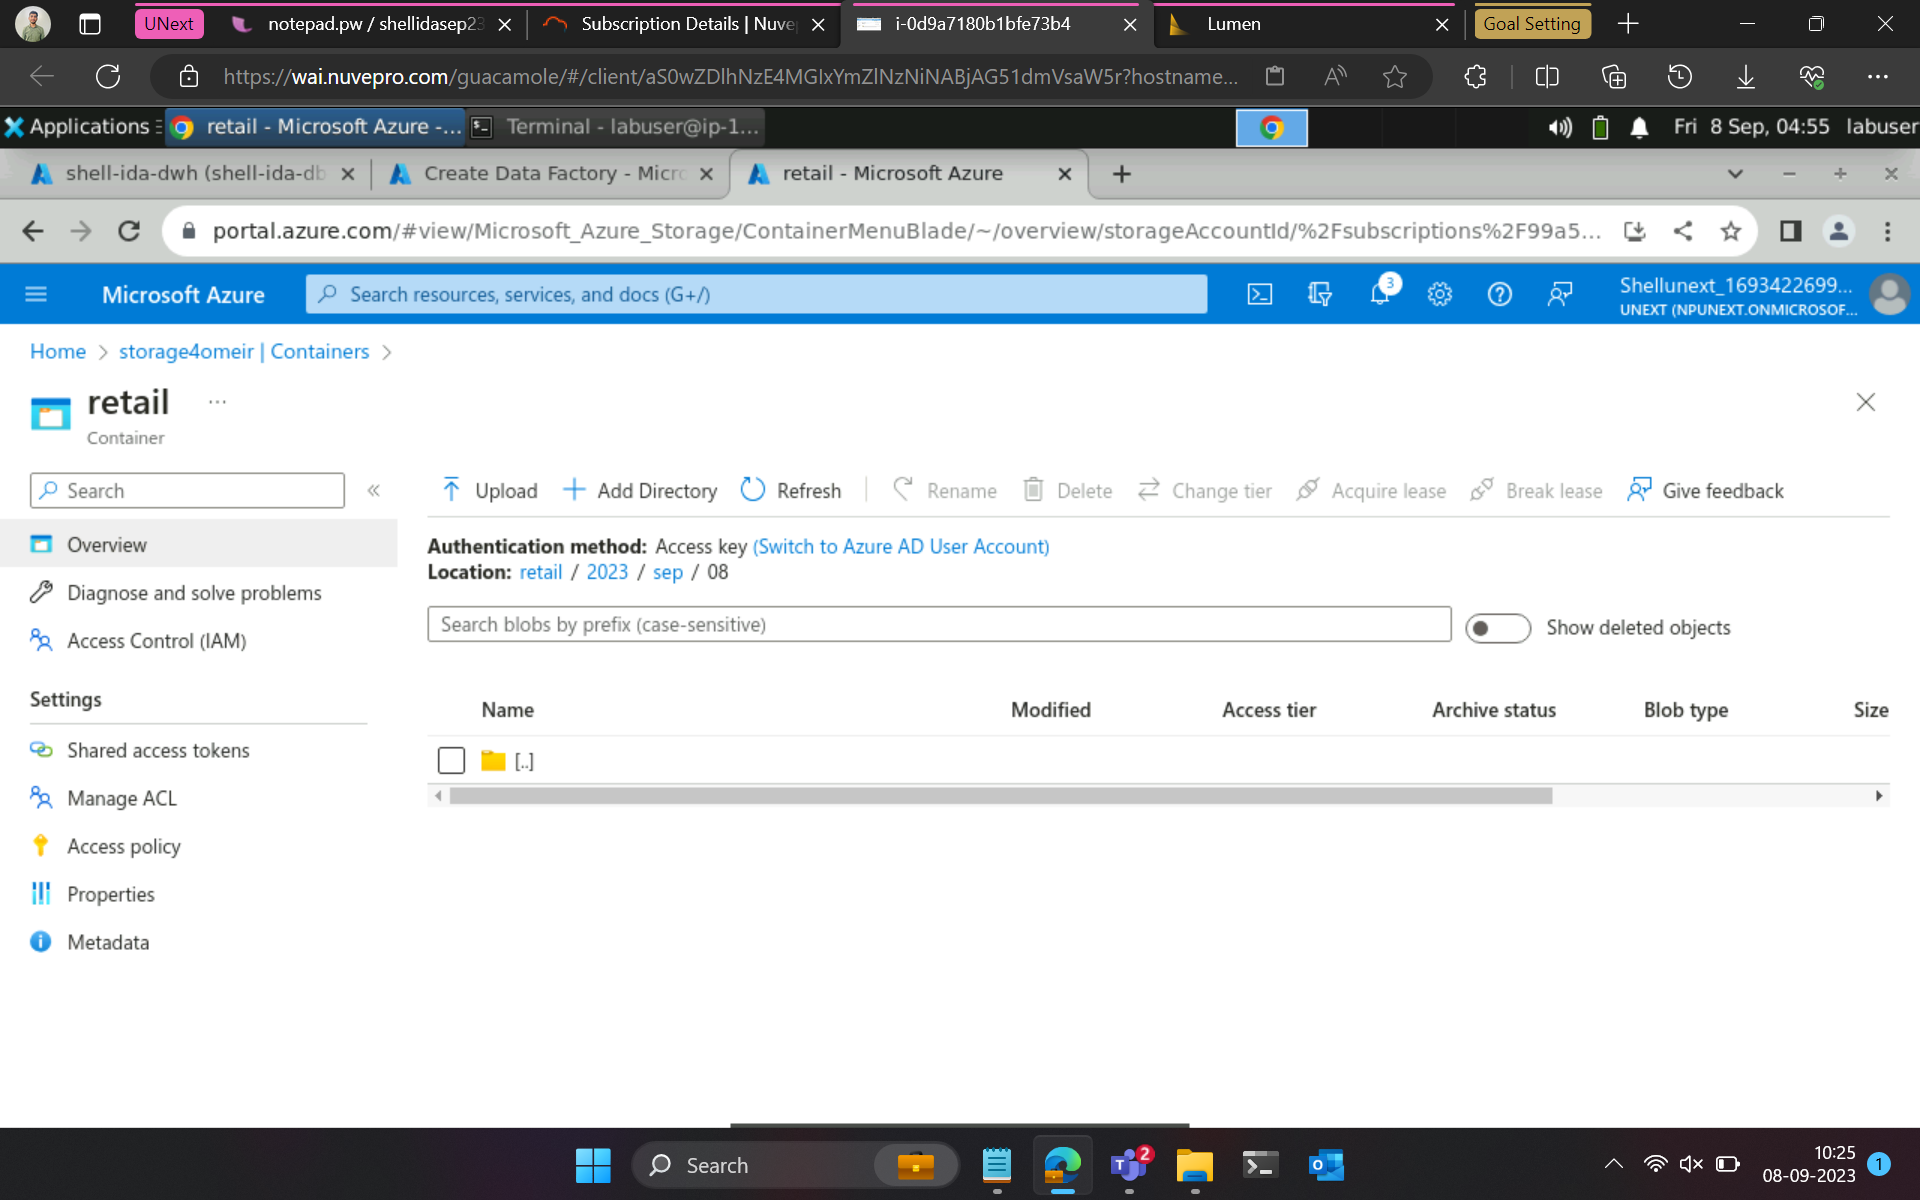 UNext
notepad.pw / shellidasep23
Subscription Details | Nuvep
i-0d9a7180b1bfe73b4
Lumen
Goal Setting
https://wai.nuvepro.com/guacamole/#/client/aS0wZDlhNzE4MGIxYmZlNzNiNABjAG51dmVsaW5r?hostname...
Applications
retail - Microsoft Azure -...
Terminal - labuser@ip-1...
Fri 8 Sep, 04:55 labuser
shell-ida-dwh (shell-ida-db
Create Data Factory - Micro
retail - Microsoft Azure
portal.azure.com/#view/Microsoft_Azure_Storage/ContainerMenuBlade/~/overview/storageAccountId/%2Fsubscriptions%2F99a5...
Microsoft Azure
Search resources, services, and docs (G+/)
3
Shellunext_1693422699...
UNEXT (NPUNEXT.ONMICROSOF...
Home > storage4omeir | Containers >
retail ...
Container
Search
«
Upload
Add Directory
Refresh
Rename
Delete
Change tier
Acquire lease
Break lease
Give feedback
Overview
Diagnose and solve problems
Access Control (IAM)
Settings
Shared access tokens
Manage ACL
Access policy
Properties
Metadata
Authentication method: Access key (Switch to Azure AD User Account)
Location: retail / 2023 / sep / 08
Search blobs by prefix (case-sensitive)
Show deleted objects
Name Modified Access tier Archive status Blob type Size
[..]
Search
2
10:25
08-09-2023
1